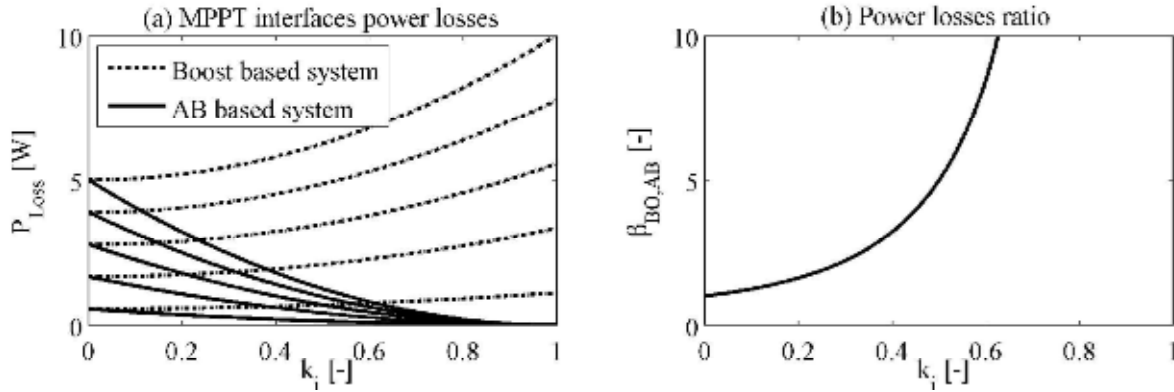 (a) MPPT interfaces power losses
10
5
0
P_Loss [W]
Boost based system
AB based system
0 0.2 0.4 0.6 0.8 1
k_i [-]
(b) Power losses ratio
10
5
0
β_BO,AB [-]
0 0.2 0.4 0.6 0.8 1
k_i [-]